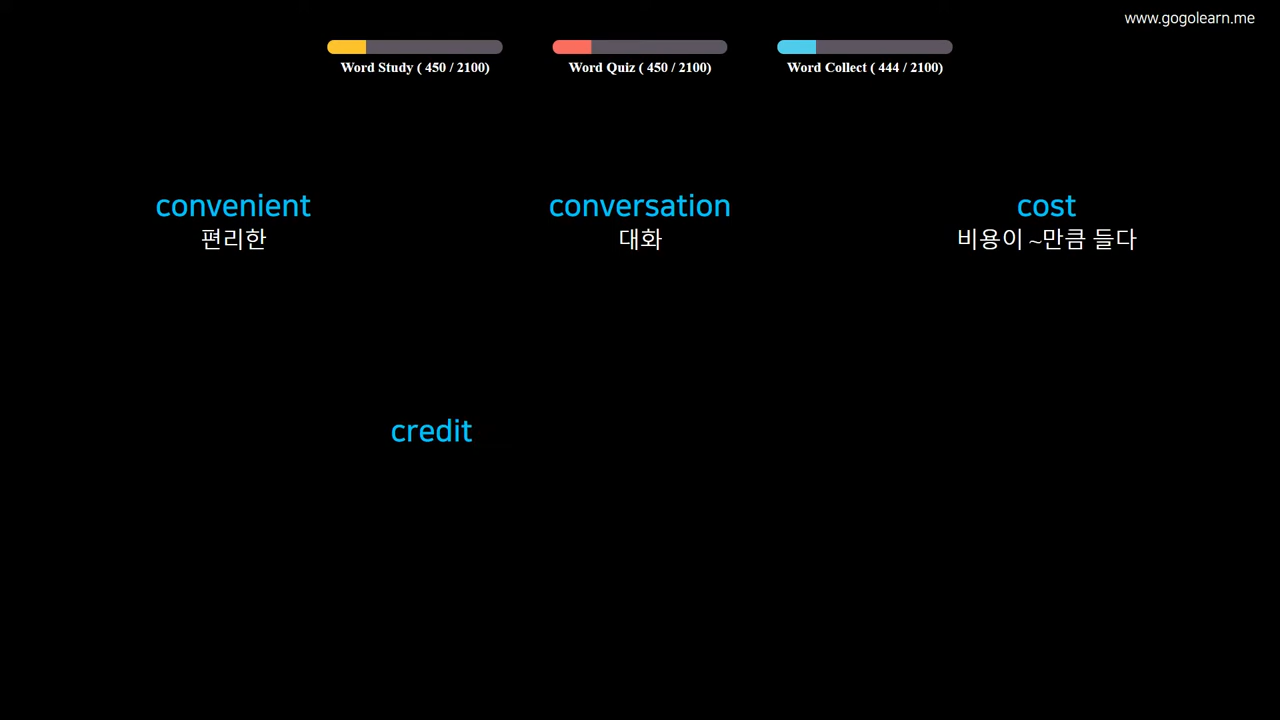 www.gogolearn.me
Word Study ( 450 / 2100)
Word Quiz ( 450 / 2100)
Word Collect ( 444 / 2100)
convenient
편리한
conversation
대화
cost
비용이 ~만큼 들다
credit